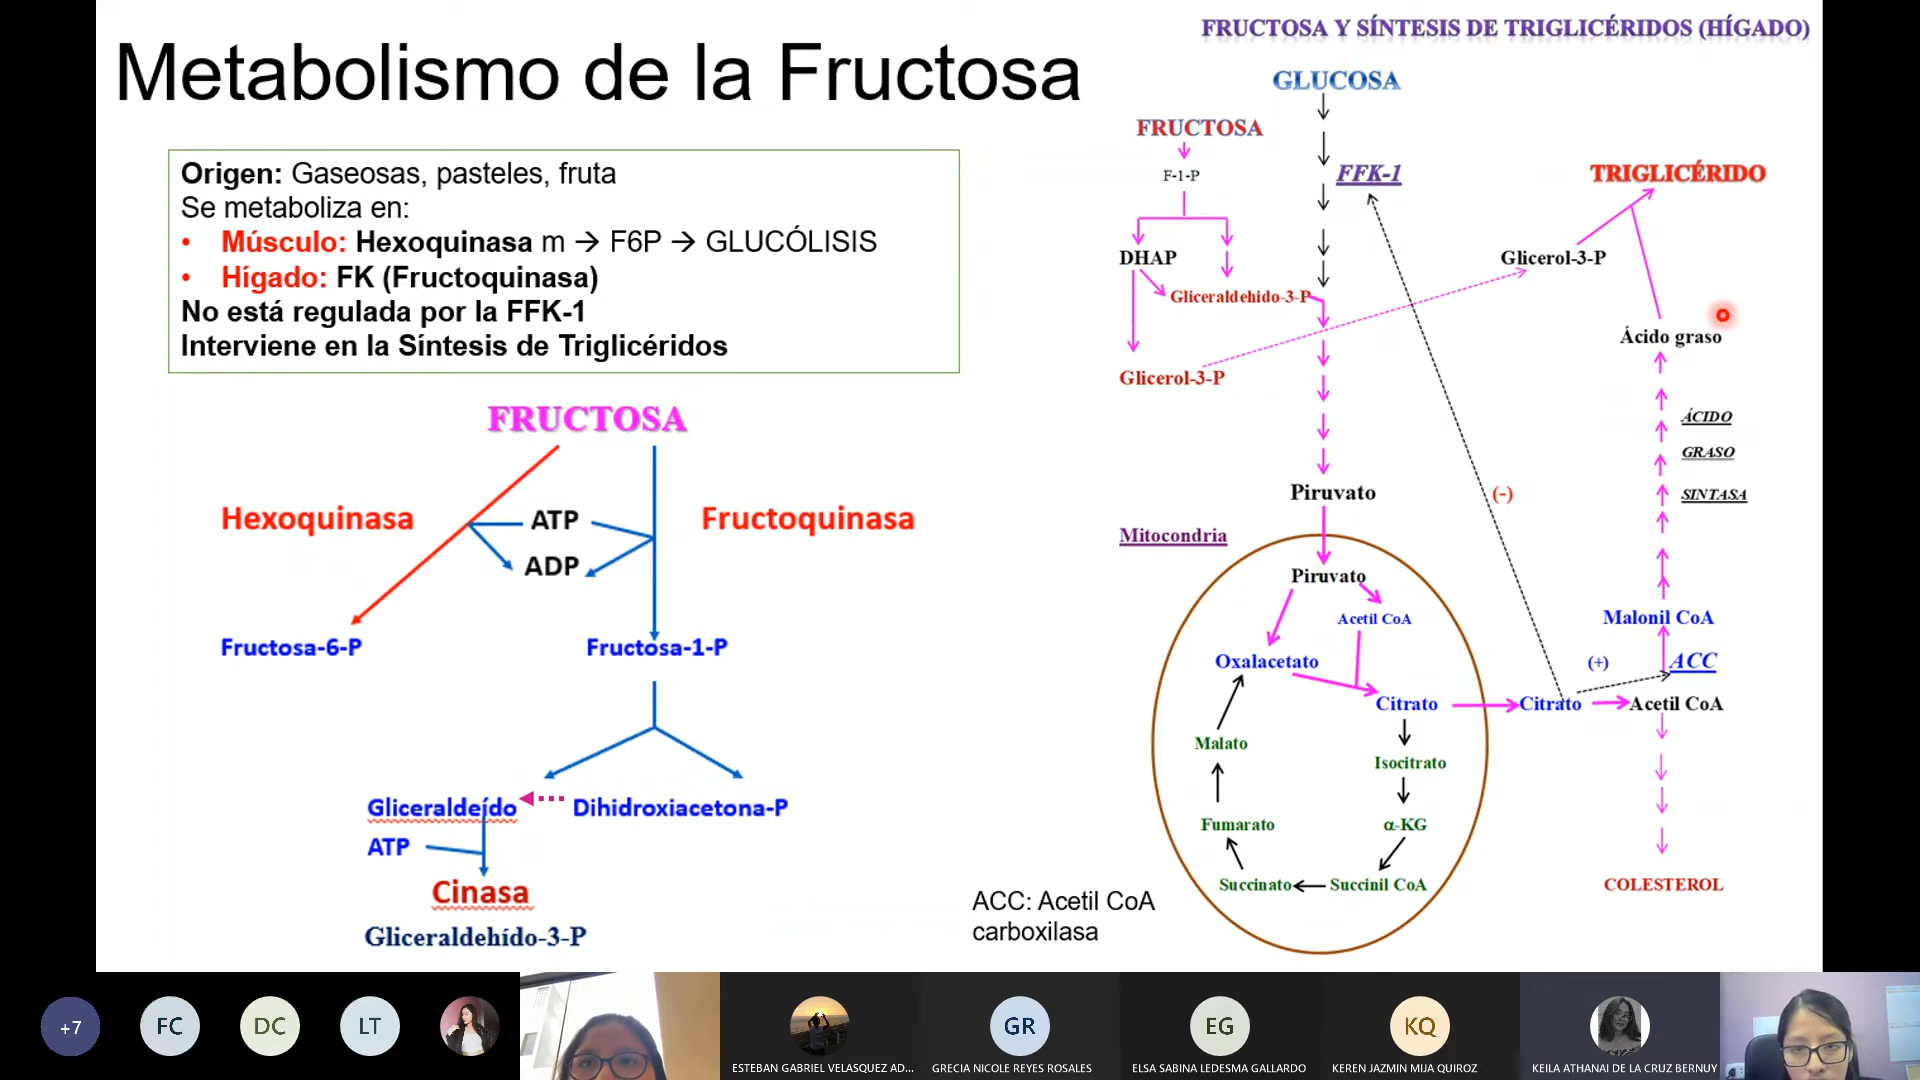 Metabolismo de la Fructosa
Origen: Gaseosas, pasteles, fruta
Se metaboliza en:
• Músculo: Hexoquinasa m → F6P → GLUCÓLISIS
• Hígado: FK (Fructoquinasa)
No está regulada por la FFK-1
Interviene en la Síntesis de Triglicéridos
FRUCTOSA
Hexoquinasa
ATP
Fructoquinasa
ADP
Fructosa-6-P
Fructosa-1-P
Gliceraldeído
Dihidroxiacetona-P
ATP
Cinasa
Gliceraldehído-3-P
FRUCTOSA Y SÍNTESIS DE TRIGLICÉRIDOS (HÍGADO)
GLUCOSA
FRUCTOSA
F-1-P
FFK-1
TRIGLICÉRIDO
DHAP
Glicerol-3-P
Gliceraldehido-3-P
Ácido graso
Glicerol-3-P
ÁCIDO
GRASO
SINTASA
Piruvato
(-)
Mitocondria
Piruvato
Acetil CoA
Malonil CoA
Oxalacetato
(+)
ACC
Citrato
Citrato
Acetil CoA
Malato
Isocitrato
Fumarato
α-KG
Succinato
Succinil CoA
COLESTEROL
ACC: Acetil CoA
carboxilasa
+7
FC
DC
LT
GR
EG
KQ
ESTEBAN GABRIEL VELASQUEZ AD...
GRECIA NICOLE REYES ROSALES
ELSA SABINA LEDESMA GALLARDO
KEREN JAZMIN MIJA QUIROZ
KEILA ATHANAI DE LA CRUZ BERNUY